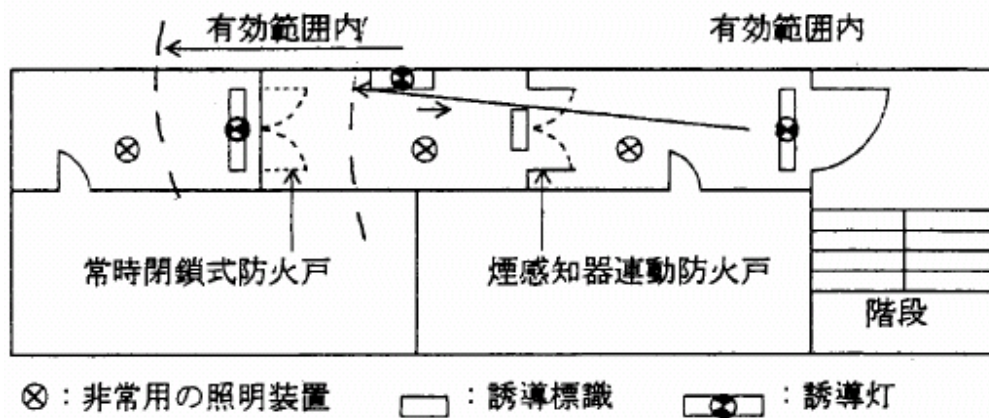 有効範囲内
有効範囲内
常時閉鎖式防火戸
煙感知器連動防火戸
階段
：非常用の照明装置
：誘導標識
：誘導灯